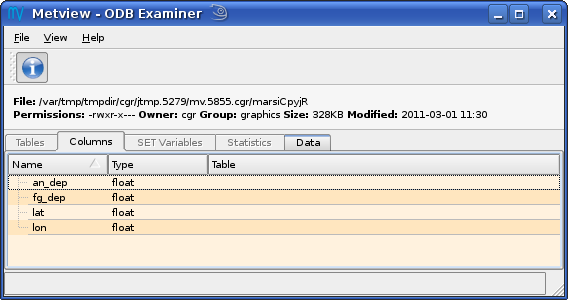 Metview - ODB Examiner
File View Help
File: /var/tmp/tmpdir/cgr/jtmp.5279/mv.5855.cgr/marsiCpyjR
Permissions: -rwxr-x--- Owner: cgr Group: graphics Size: 328KB Modified: 2011-03-01 11:30
Tables Columns SET Variables Statistics Data
Name Type Table
an_dep float
fg_dep float
lat float
lon float